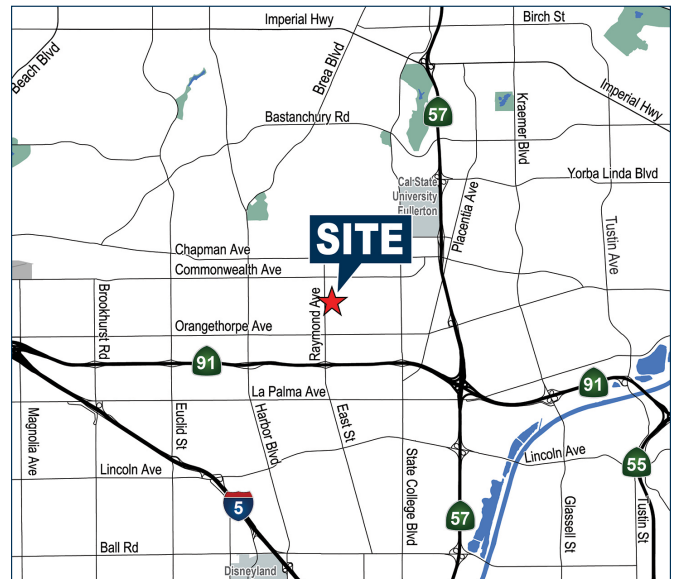 Imperial Hwy
Birch St
Beach Blvd
Brea Blvd
Imperial Hwy
57
Kraemer Blvd
Bastanchury Rd
Yorba Linda Blvd
Cal State
University
Fullerton
Placentia Ave
Tustin Ave
SITE
Chapman Ave
Commonwealth Ave
Brookhurst Rd
Raymond Ave
Orangethorpe Ave
91
91
La Palma Ave
Magnolia Ave
Euclid St
Harbor Blvd
East St
State College Blvd
Lincoln Ave
Lincoln Ave
55
5
57
Glassell St
Tustin St
Ball Rd
Disneyland